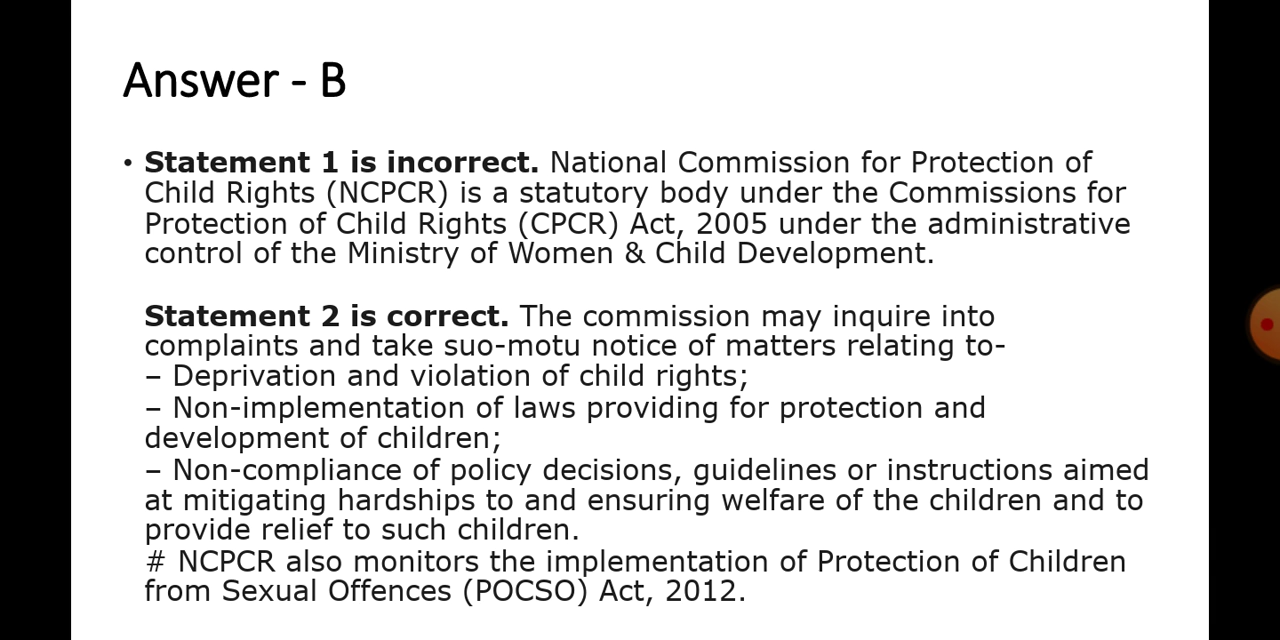 Answer - B
• Statement 1 is incorrect. National Commission for Protection of
Child Rights (NCPCR) is a statutory body under the Commissions for
Protection of Child Rights (CPCR) Act, 2005 under the administrative
control of the Ministry of Women & Child Development.
Statement 2 is correct. The commission may inquire into
complaints and take suo-motu notice of matters relating to-
– Deprivation and violation of child rights;
– Non-implementation of laws providing for protection and
development of children;
– Non-compliance of policy decisions, guidelines or instructions aimed
at mitigating hardships to and ensuring welfare of the children and to
provide relief to such children.
# NCPCR also monitors the implementation of Protection of Children
from Sexual Offences (POCSO) Act, 2012.